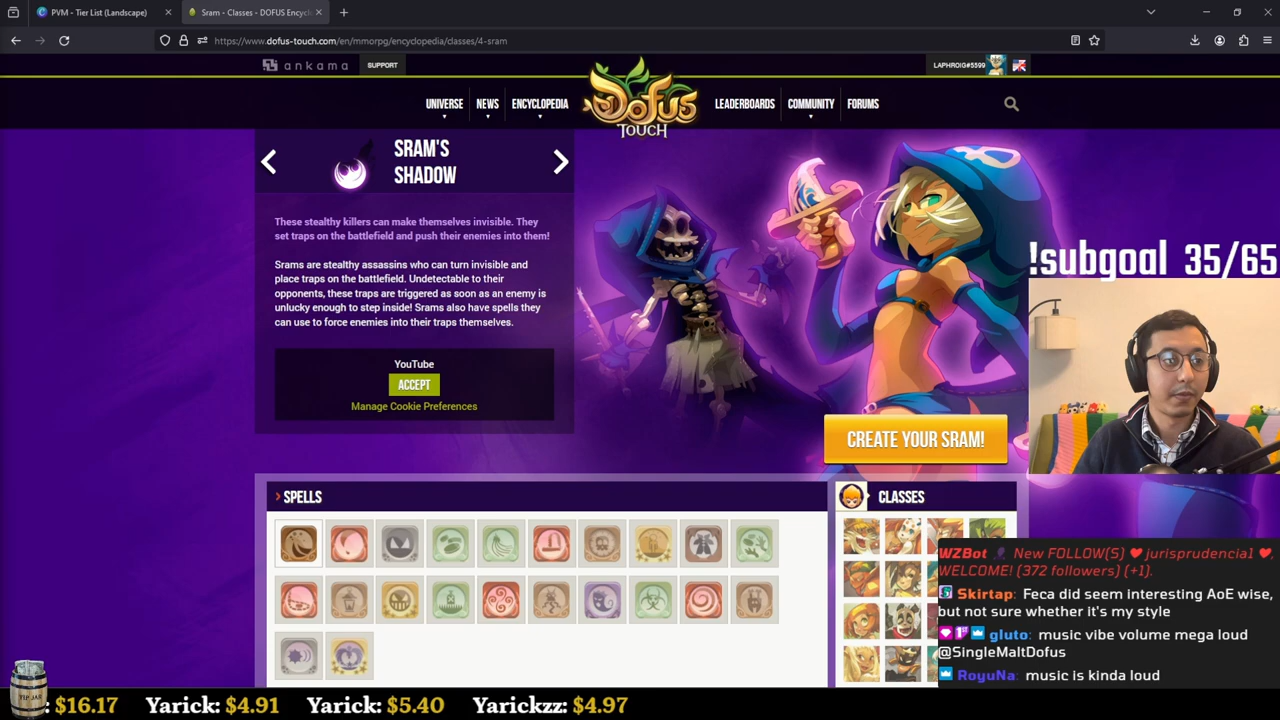 PVM - Tier List (Landscape)
Sram - Classes - DOFUS Encycl
https://www.dofus-touch.com/en/mmorpg/encyclopedia/classes/4-sram
ankama
SUPPORT
LAPHROIG#5599
UNIVERSE
NEWS
ENCYCLOPEDIA
DOFUS
TOUCH
LEADERBOARDS
COMMUNITY
FORUMS
SRAM'S
SHADOW
These stealthy killers can make themselves invisible. They
set traps on the battlefield and push their enemies into them!
Srams are stealthy assassins who can turn invisible and
place traps on the battlefield. Undetectable to their
opponents, these traps are triggered as soon as an enemy is
unlucky enough to step inside! Srams also have spells they
can use to force enemies into their traps themselves.
YouTube
ACCEPT
Manage Cookie Preferences
CREATE YOUR SRAM!
!subgoal 35/65
SPELLS
CLASSES
WZBot New FOLLOW(S) ♥ jurisprudencia1 ♥,
WELCOME! (372 followers) (+1).
Skirtap: Feca did seem interesting AoE wise,
but not sure whether it's my style
gluto: music vibe volume mega loud
@SingleMaltDofus
RoyuNa: music is kinda loud
TIP JAR
: $16.17 Yarick: $4.91 Yarick: $5.40 Yarickzz: $4.97